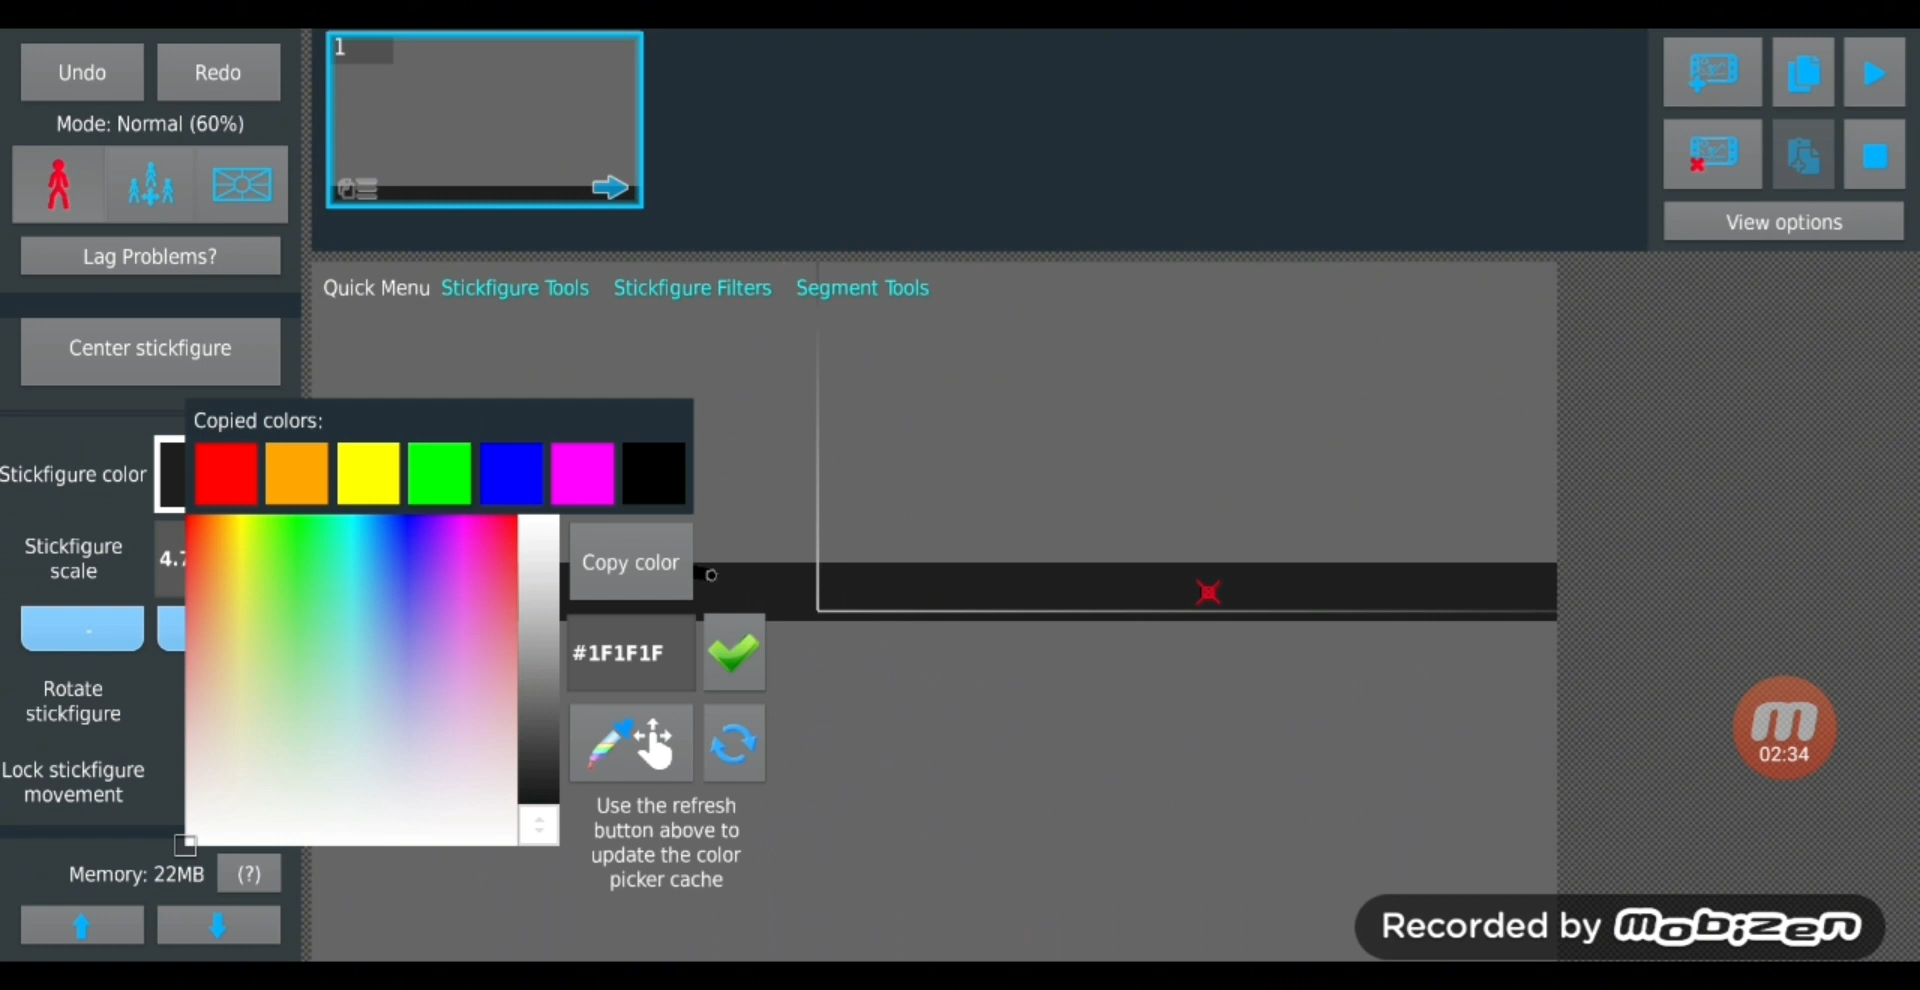 Undo
Redo
Mode: Normal (60%)
Lag Problems?
1
View options
Quick Menu Stickfigure Tools Stickfigure Filters Segment Tools
Center stickfigure
Copied colors:
Stickfigure color
Stickfigure
scale
4.7
-
Copy color
#1F1F1F
Rotate
stickfigure
Lock stickfigure
movement
Use the refresh
button above to
update the color
picker cache
Memory: 22MB
(?)
02:34
Recorded by mobizen